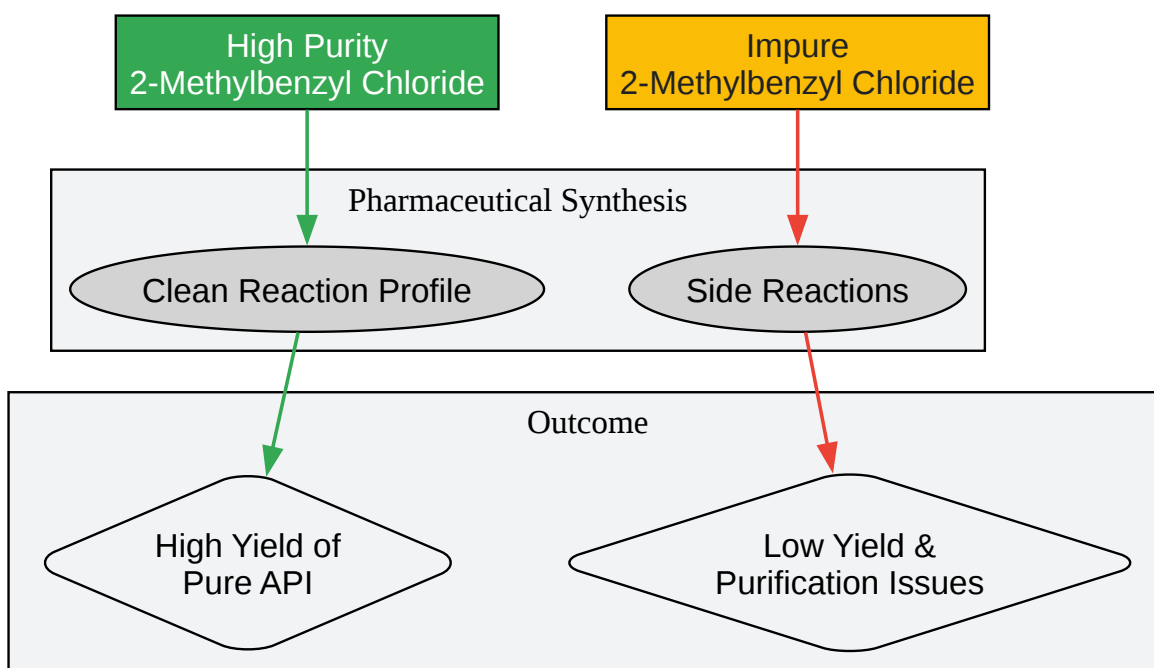 High Purity
2-Methylbenzyl Chloride
Impure
2-Methylbenzyl Chloride
Pharmaceutical Synthesis
Clean Reaction Profile
Side Reactions
Outcome
High Yield of
Pure API
Low Yield &
Purification Issues